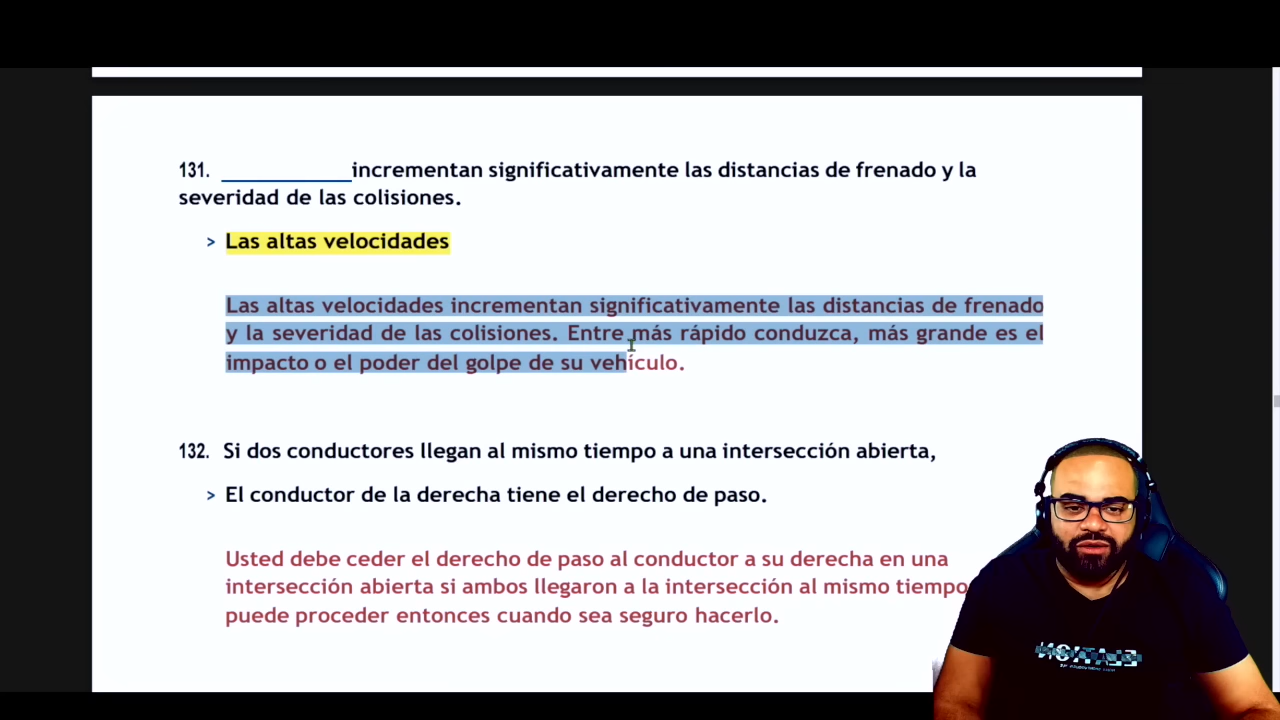 131. __________incrementan significativamente las distancias de frenado y la
severidad de las colisiones.
> Las altas velocidades
Las altas velocidades incrementan significativamente las distancias de frenado
y la severidad de las colisiones. Entre más rápido conduzca, más grande es el
impacto o el poder del golpe de su vehículo.
132. Si dos conductores llegan al mismo tiempo a una intersección abierta,
> El conductor de la derecha tiene el derecho de paso.
Usted debe ceder el derecho de paso al conductor a su derecha en una
intersección abierta si ambos llegaron a la intersección al mismo tiempo
puede proceder entonces cuando sea seguro hacerlo.